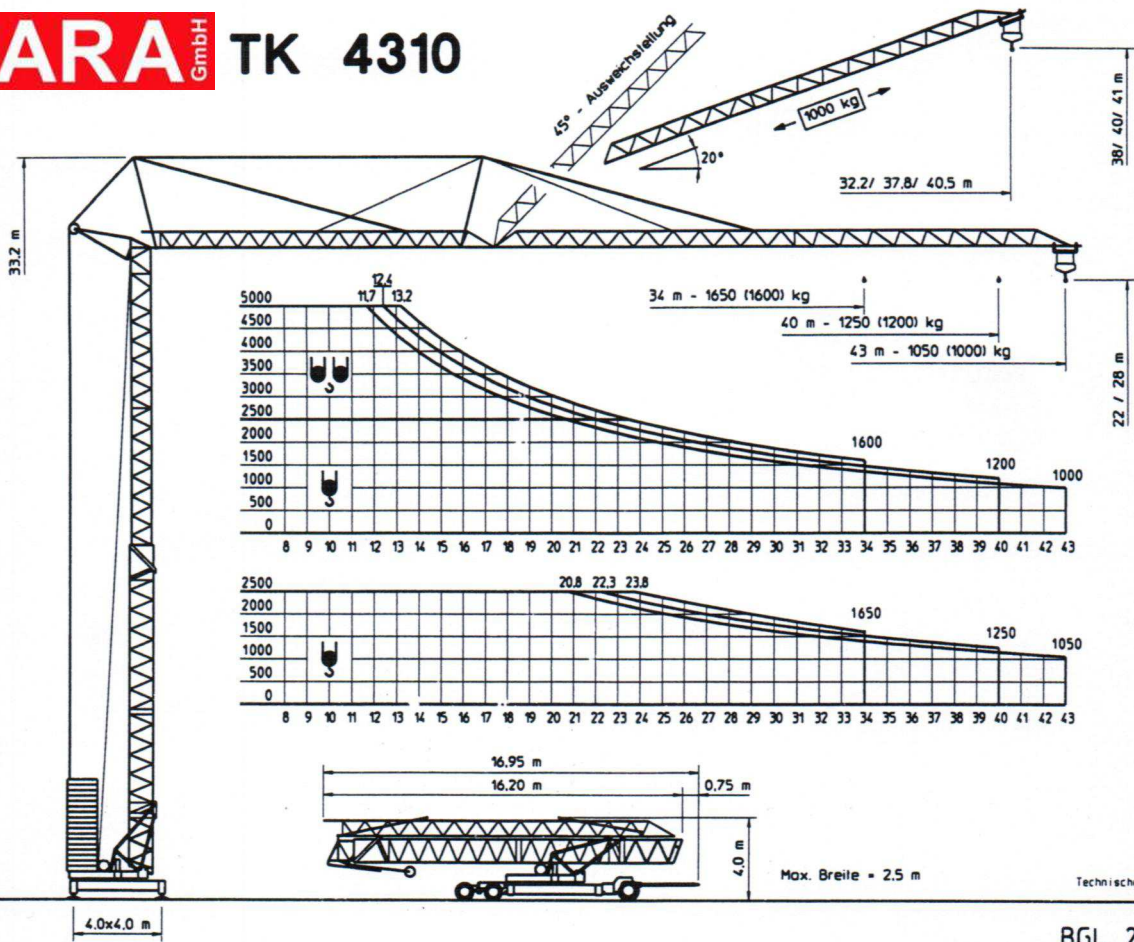 ARA GmbH TK 4310
45° - Ausweichstellung
1000 kg
20°
32.2/ 37.8/ 40.5 m
38/ 40/ 41 m
33.2 m
34 m - 1650 (1600) kg
40 m - 1250 (1200) kg
43 m - 1050 (1000) kg
22 / 28 m
12,4
11,7 13,2
5000
4500
4000
3500
3000
2500
2000
1500
1000
500
0
1600
1200
1000
8 9 10 11 12 13 14 15 16 17 18 19 20 21 22 23 24 25 26 27 28 29 30 31 32 33 34 35 36 37 38 39 40 41 42 43
20,8 22,3 23,8
2500
2000
1500
1000
500
0
1650
1250
1050
8 9 10 11 12 13 14 15 16 17 18 19 20 21 22 23 24 25 26 27 28 29 30 31 32 33 34 35 36 37 38 39 40 41 42 43
16,95 m
16,20 m 0,75 m
4,0 m
Max. Breite = 2.5 m
4.0x4.0 m